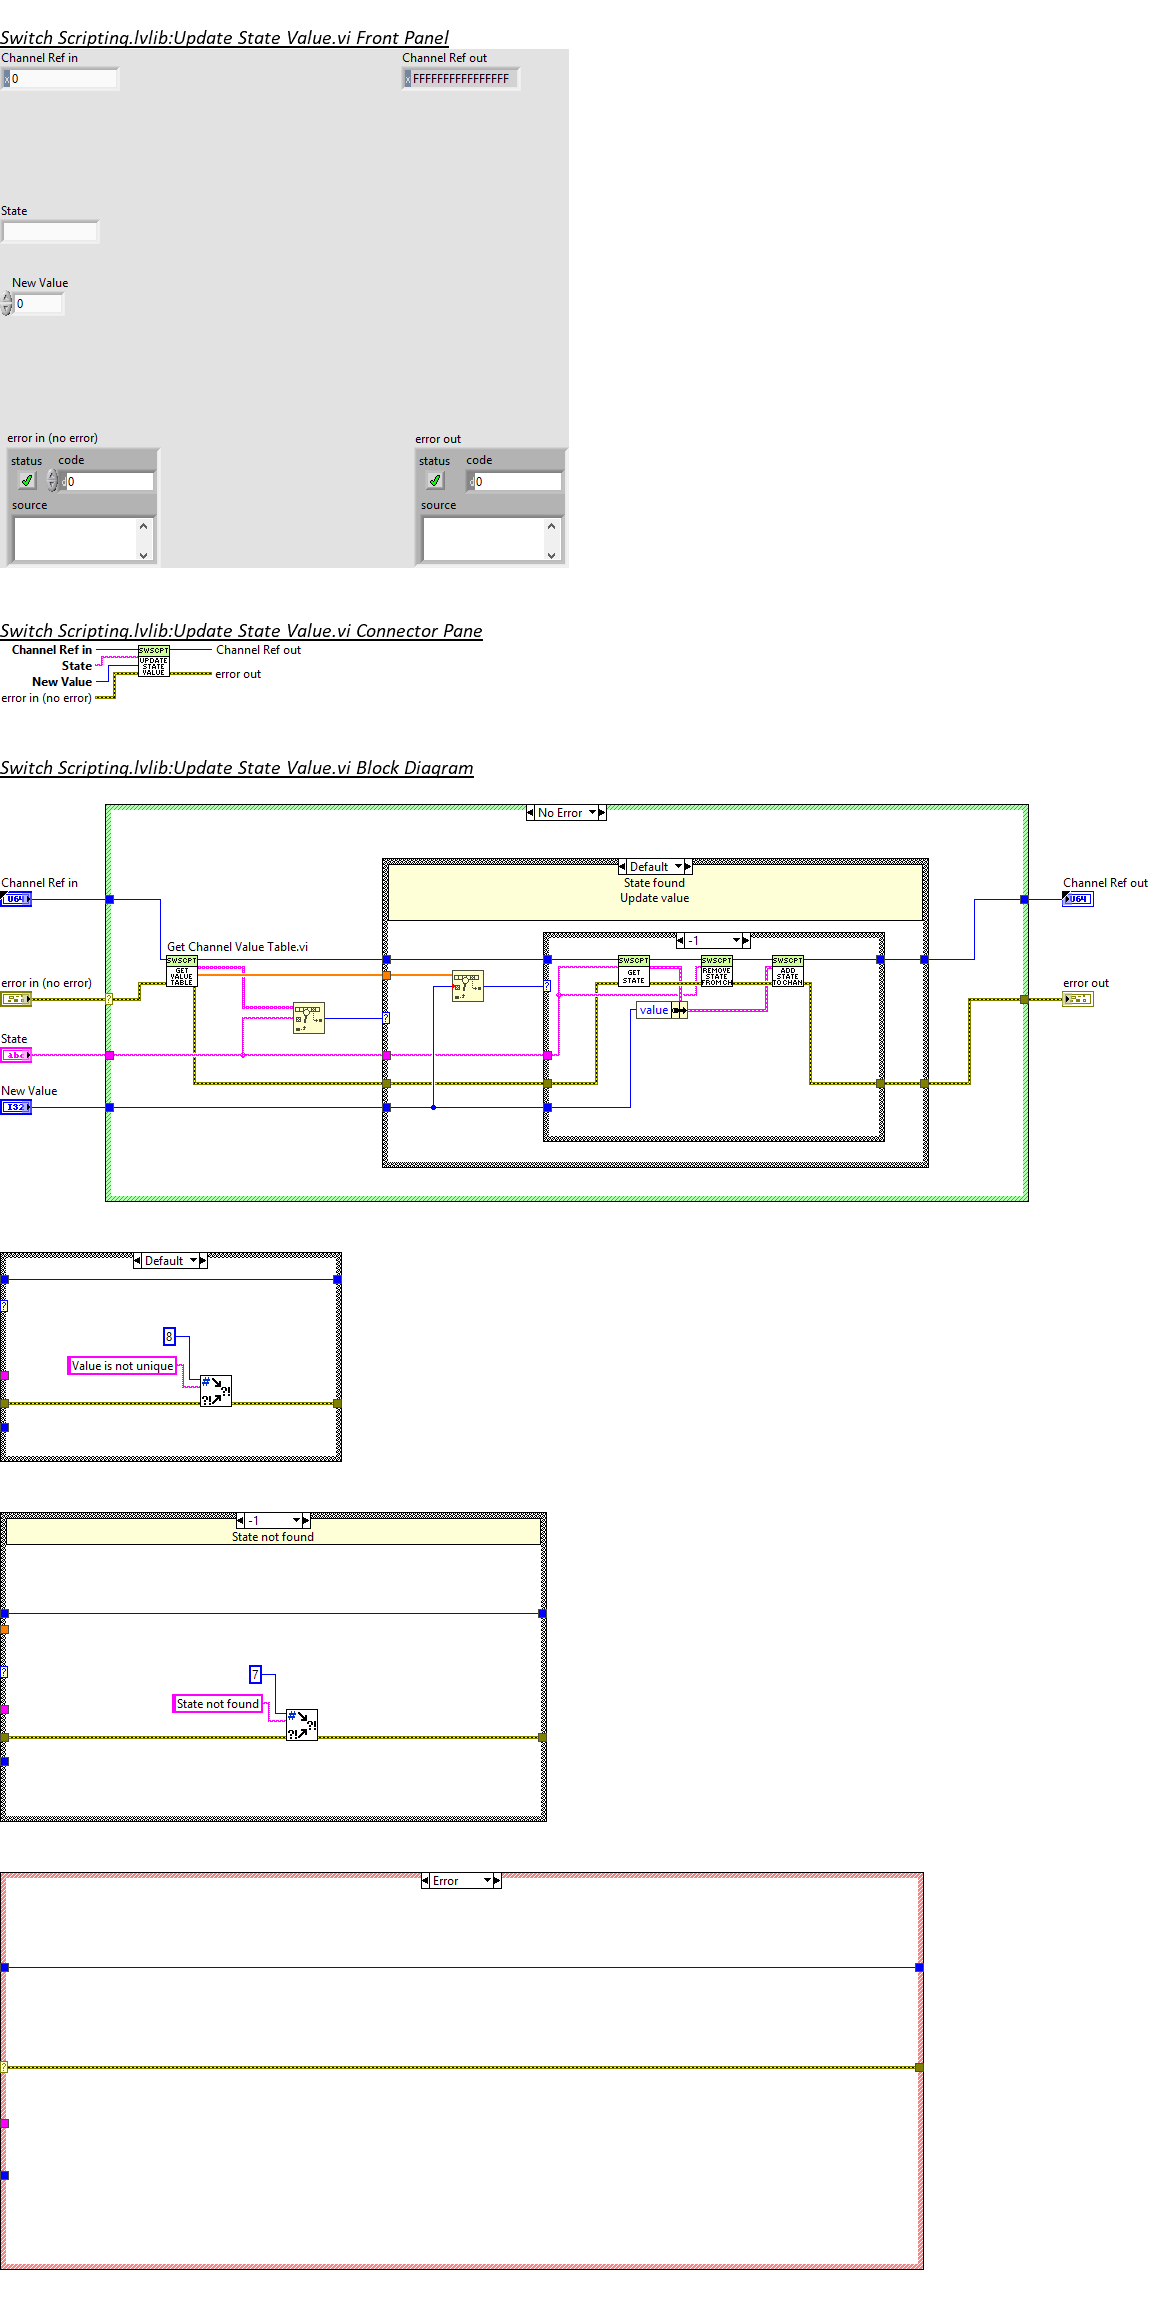 Switch Scripting.lvlib:Update State Value.vi Front Panel
Channel Ref in
Channel Ref out
x 0
x FFFFFFFFFFFFFFFF
State
New Value
0
error in (no error)
error out
status code
status code
d 0
d 0
source
source
Switch Scripting.lvlib:Update State Value.vi Connector Pane
Channel Ref in
SWSCPT
Channel Ref out
State
UPDATE
STATE
VALUE
New Value
error out
error in (no error)
Switch Scripting.lvlib:Update State Value.vi Block Diagram
No Error
Default
State found
Update value
Channel Ref in
U64
Channel Ref out
U64
-1
Get Channel Value Table.vi
SWSCPT
GET
VALUE
TABLE
SWSCPT
GET
STATE
SWSCPT
REMOVE
STATE
FROM CH
SWSCPT
ADD
STATE
TO CHAN
error in (no error)
error out
value
State
abc
New Value
I32
Default
8
Value is not unique
-1
State not found
7
State not found
Error